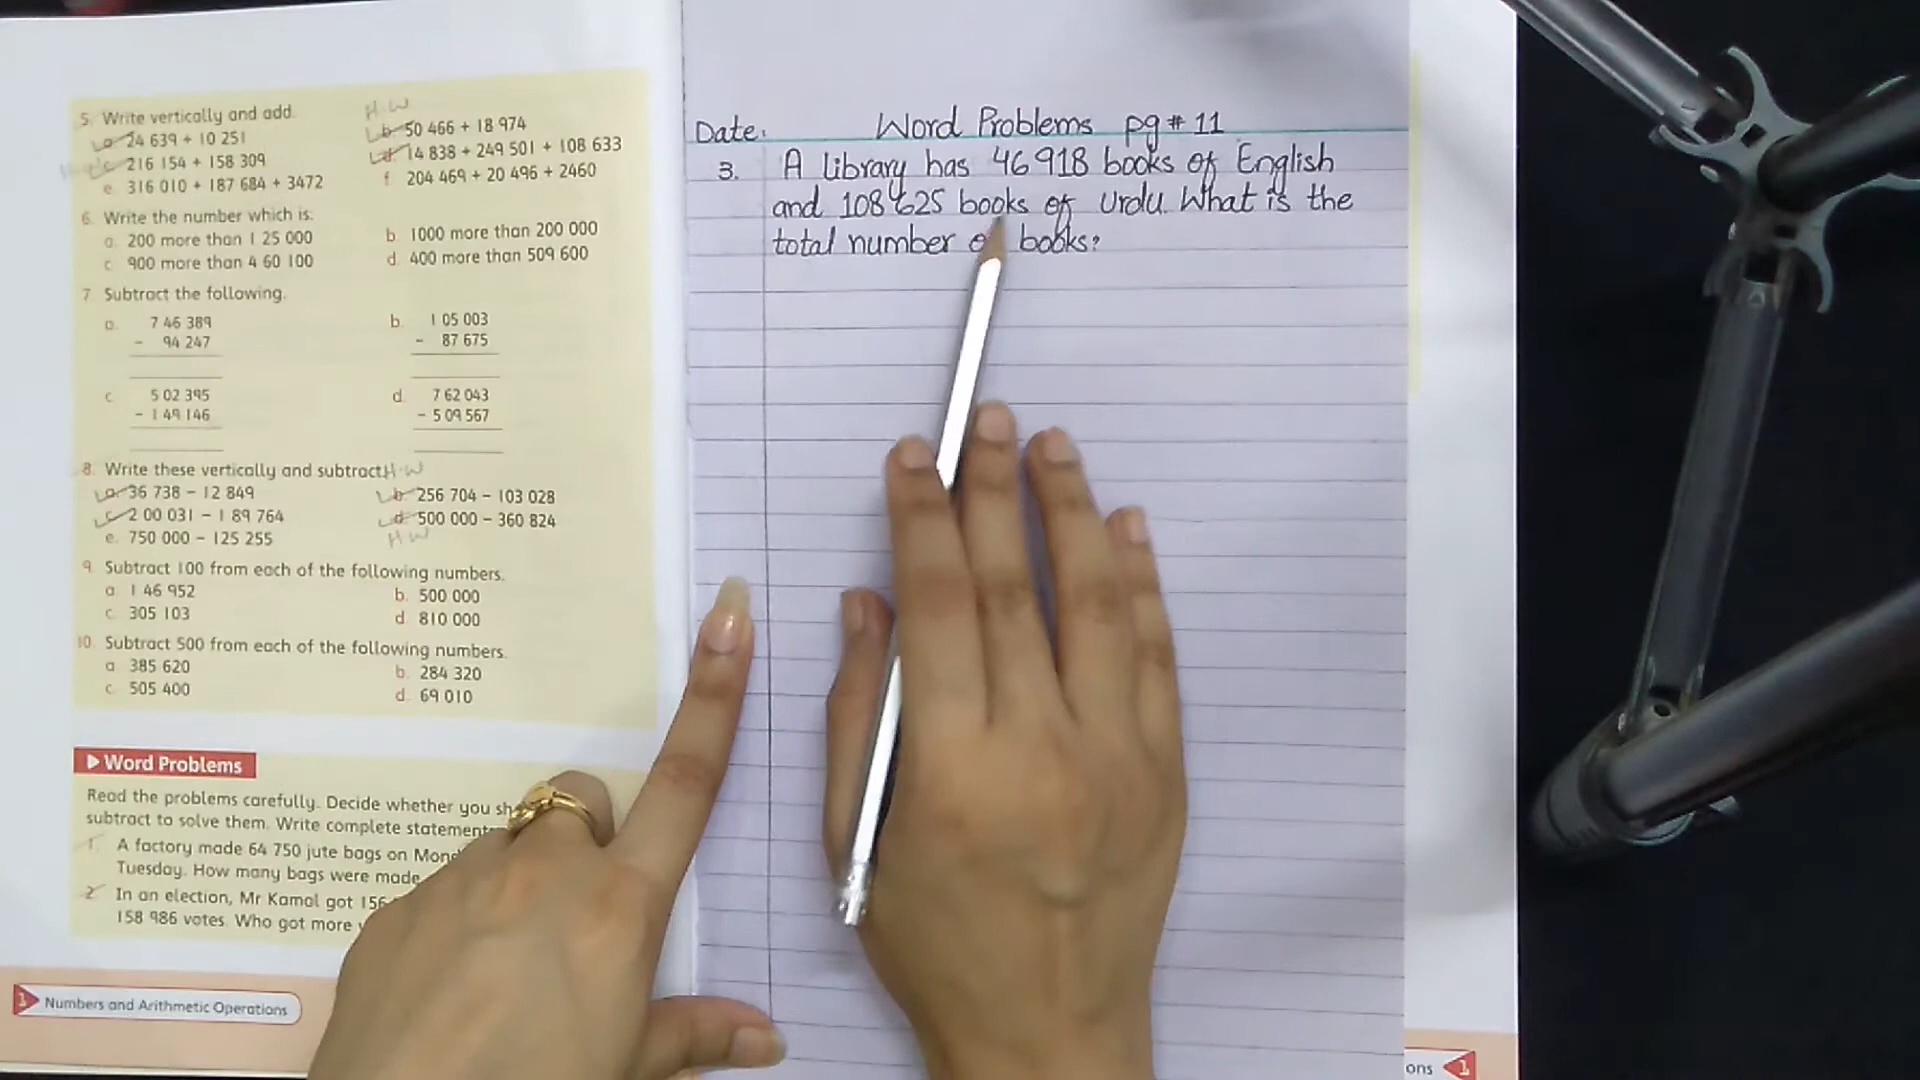 5. Write vertically and add. H.W
a. 24 639 + 10 251
b. 50 466 + 18 974
c. 216 154 + 158 309
d. 14 838 + 249 501 + 108 633
e. 316 010 + 187 684 + 3472
f. 204 469 + 20 496 + 2460
6. Write the number which is:
a. 200 more than 1 25 000
b. 1000 more than 200 000
c. 900 more than 4 60 100
d. 400 more than 509 600
7. Subtract the following.
a. 7 46 389
- 94 247
b. 1 05 003
- 87 675
c. 5 02 395
- 1 49 146
d. 7 62 043
- 5 09 567
8. Write these vertically and subtract. H.W
a. 36 738 - 12 849
b. 256 704 - 103 028
c. 2 00 031 - 1 89 764
d. 500 000 - 360 824
e. 750 000 - 125 255
H W
9. Subtract 100 from each of the following numbers.
a. 1 46 952
b. 500 000
c. 305 103
d. 810 000
10. Subtract 500 from each of the following numbers.
a. 385 620
b. 284 320
c. 505 400
d. 69 010
Word Problems
Read the problems carefully. Decide whether you
subtract to solve them. Write complete
1. A factory made 64 750 jute bags on
Tuesday. How many bags were made
2. In an election, Mr Kamal got
158 986 votes. Who got more
1 Numbers and Arithmetic Operations
Date: Word Problems pg # 11
3. A library has 46 918 books of English
and 108 625 books of Urdu. What is the
total number books?
1